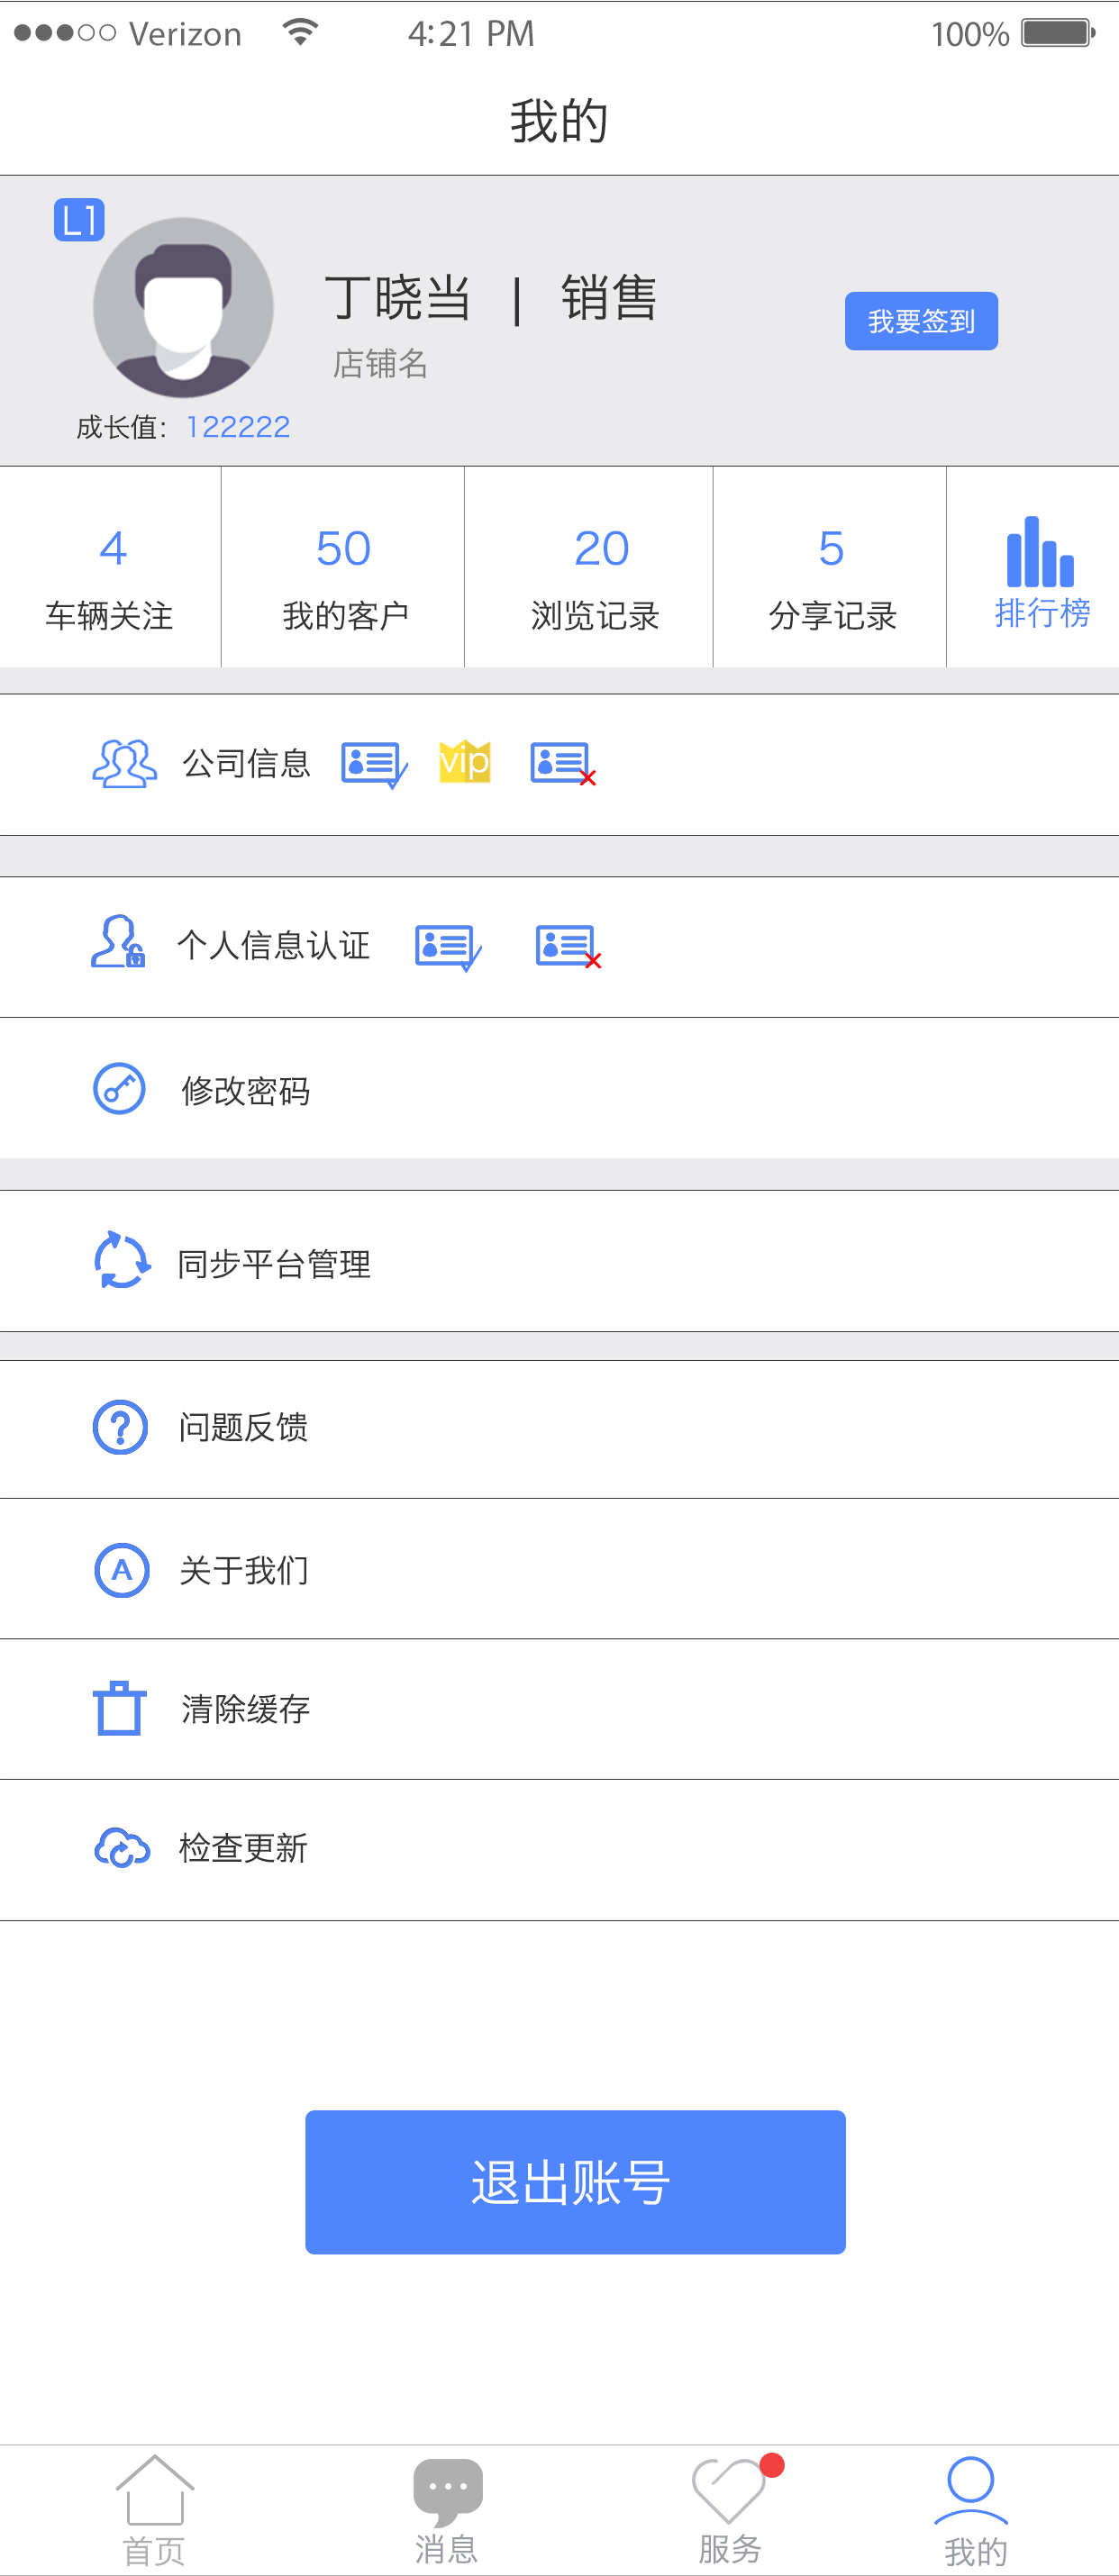 Verizon 4:21 PM 100%
我的
L1
丁晓当 | 销售
我要签到
店铺名
成长值：122222
4 50 20 5
车辆关注 我的客户 浏览记录 分享记录 排行榜
公司信息 vip
个人信息认证
修改密码
同步平台管理
? 问题反馈
A 关于我们
清除缓存
检查更新
退出账号
首页 消息 服务 我的